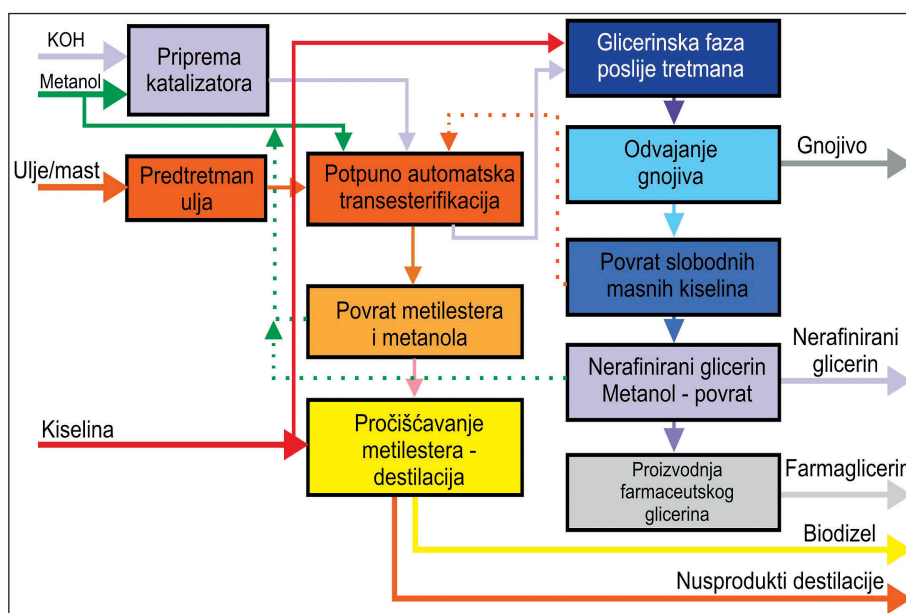 KOH
Metanol
Priprema
katalizatora
Ulje/mast
Predtretman
ulja
Potpuno automatska
transesterifikacija
Povrat metilestera
i metanola
Kiselina
Pročišćavanje
metilestera -
destilacija
Glicerinska faza
poslije tretmana
Odvajanje
gnojiva
Gnojivo
Povrat slobodnih
masnih kiselina
Nerafinirani glicerin
Metanol - povrat
Nerafinirani
glicerin
Proizvodnja
farmaceutskog
glicerina
Farmaglicerin
Biodizel
Nusprodukti destilacije